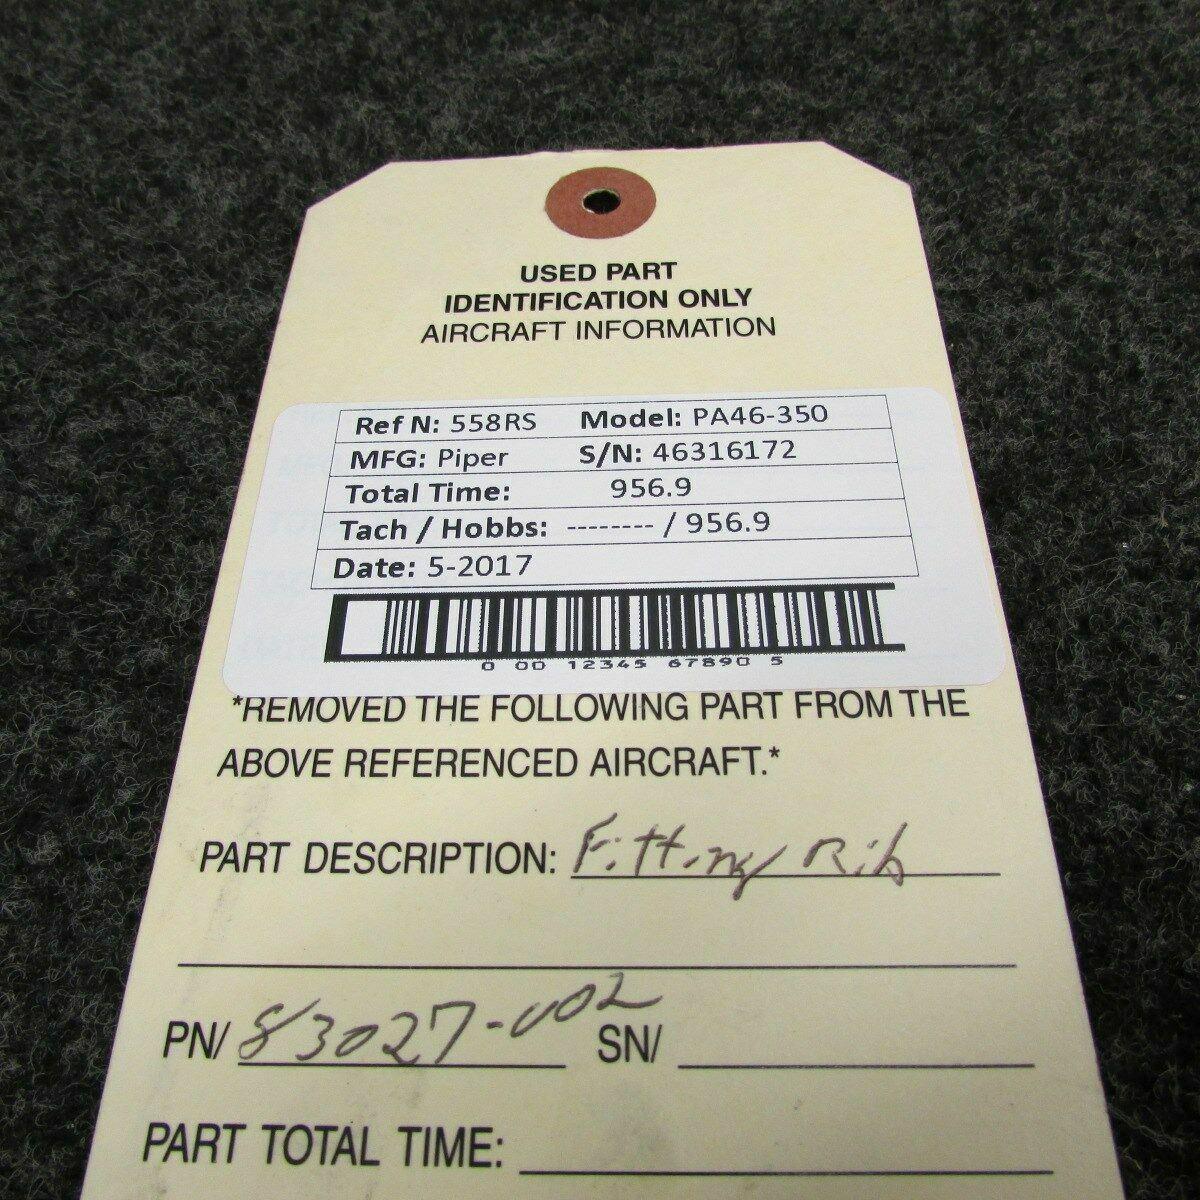 USED PART
IDENTIFICATION ONLY
AIRCRAFT INFORMATION
Ref N: 558RS Model: PA46-350
MFG: Piper S/N: 46316172
Total Time: 956.9
Tach / Hobbs: -------- / 956.9
Date: 5-2017
0 00 12345 67890 5
*REMOVED THE FOLLOWING PART FROM THE
ABOVE REFERENCED AIRCRAFT.*
PART DESCRIPTION: Fitting Rib
PN/ 83027-002 SN/
PART TOTAL TIME: